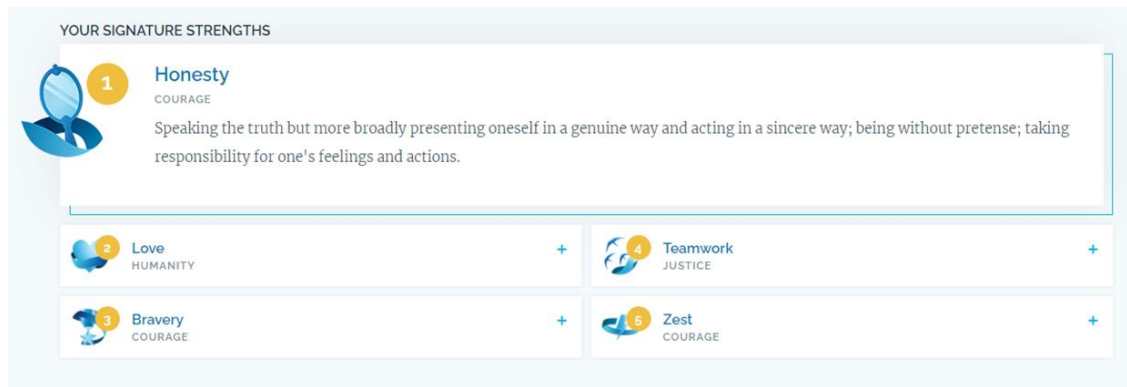 YOUR SIGNATURE STRENGTHS
1
Honesty
COURAGE
Speaking the truth but more broadly presenting oneself in a genuine way and acting in a sincere way; being without pretense; taking
responsibility for one's feelings and actions.
2
Love
+
HUMANITY
3
Bravery
+
COURAGE
4
Teamwork
+
JUSTICE
5
Zest
+
COURAGE